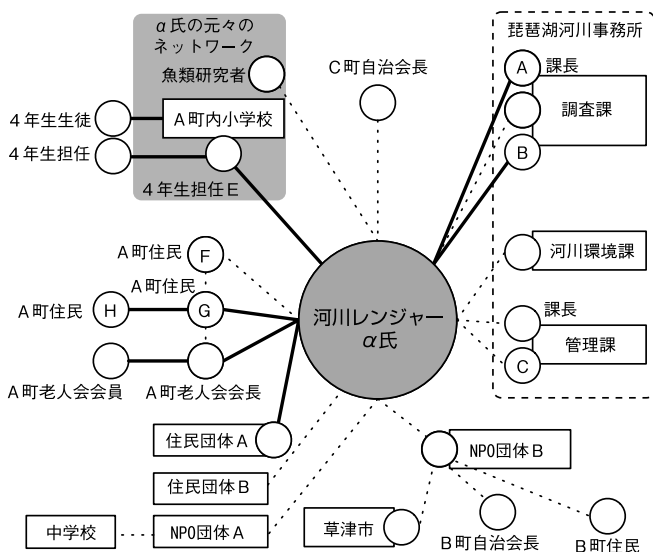 α氏の元々の
ネットワーク
魚類研究者
A町内小学校
4年生生徒
4年生担任
4年生担任E
C町自治会長
琵琶湖河川事務所
A
課長
調査課
B
河川環境課
課長
管理課
C
河川レンジャー
α氏
A町住民
F
A町住民
G
A町住民
H
A町老人会会員
A町老人会会長
住民団体A
住民団体B
中学校
NPO団体A
NPO団体B
草津市
B町自治会長
B町住民